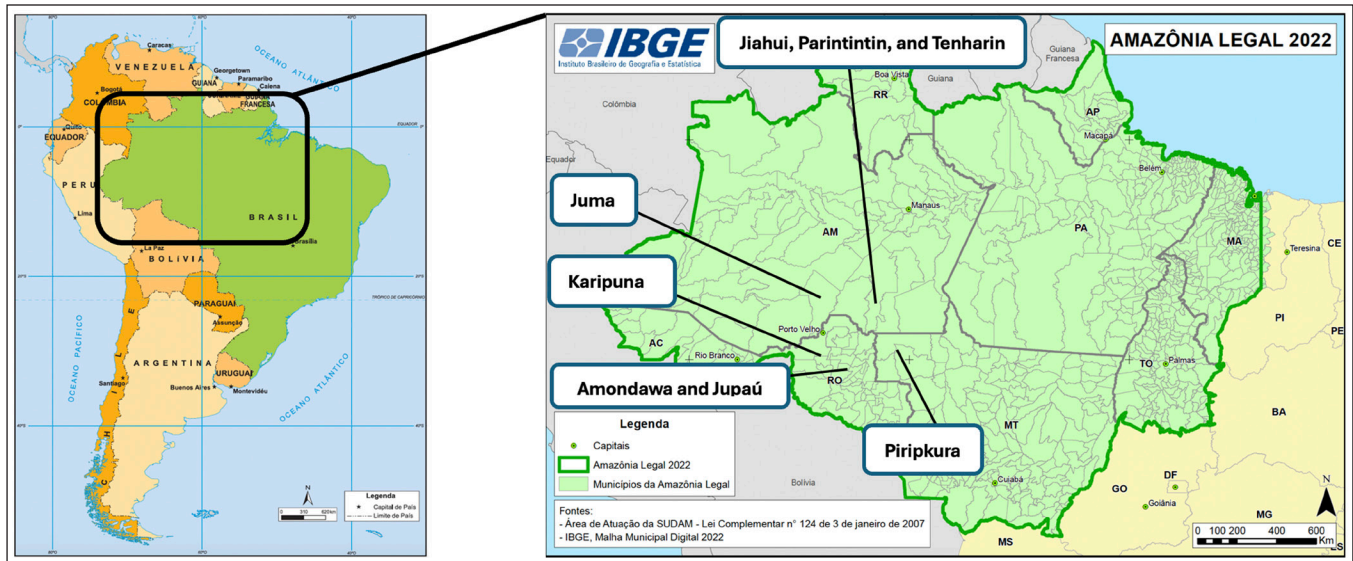 OCEANO ATLÂNTICO
Caracas
VENEZUELA
Georgetown
Paramaribo
Caiena
GUIANA
GUIANA
FRANCESA
Bogotá
COLÔMBIA
EQUADOR
Quito
EQUADOR
PERU
Lima
BRASIL
Brasília
La Paz
BOLÍVIA
PARAGUAI
TRÓPICO DE CAPRICÓRNIO
Assunção
OCEANO PACÍFICO
CHILE
ARGENTINA
URUGUAI
Santiago
Buenos Aires
Montevidéu
OCEANO ATLÂNTICO
N
0 310 620km
Legenda
Capital de País
Limite de País
IBGE
Instituto Brasileiro de Geografia e Estatística
Jiahui, Parintintin, and Tenharin
AMAZÔNIA LEGAL 2022
Guiana
Francesa
Boa Vista
Guiana
RR
Colômbia
AP
Macapá
Equador
Belém
Juma
Manaus
AM
PA
MA
CE
Teresina
Karipuna
PI
PE
Porto Velho
AC
Rio Branco
TO
Palmas
RO
Amondawa and Jupaú
BA
Legenda
Capitais
Amazônia Legal 2022
Municípios da Amazônia Legal
MT
Piripkura
Bolívia
Cuiabá
DF
GO
Goiânia
MG
MS
ES
N
0 100 200 400 600
Km
Fontes:
- Área de Atuação da SUDAM - Lei Complementar n° 124 de 3 de janeiro de 2007
- IBGE, Malha Municipal Digital 2022